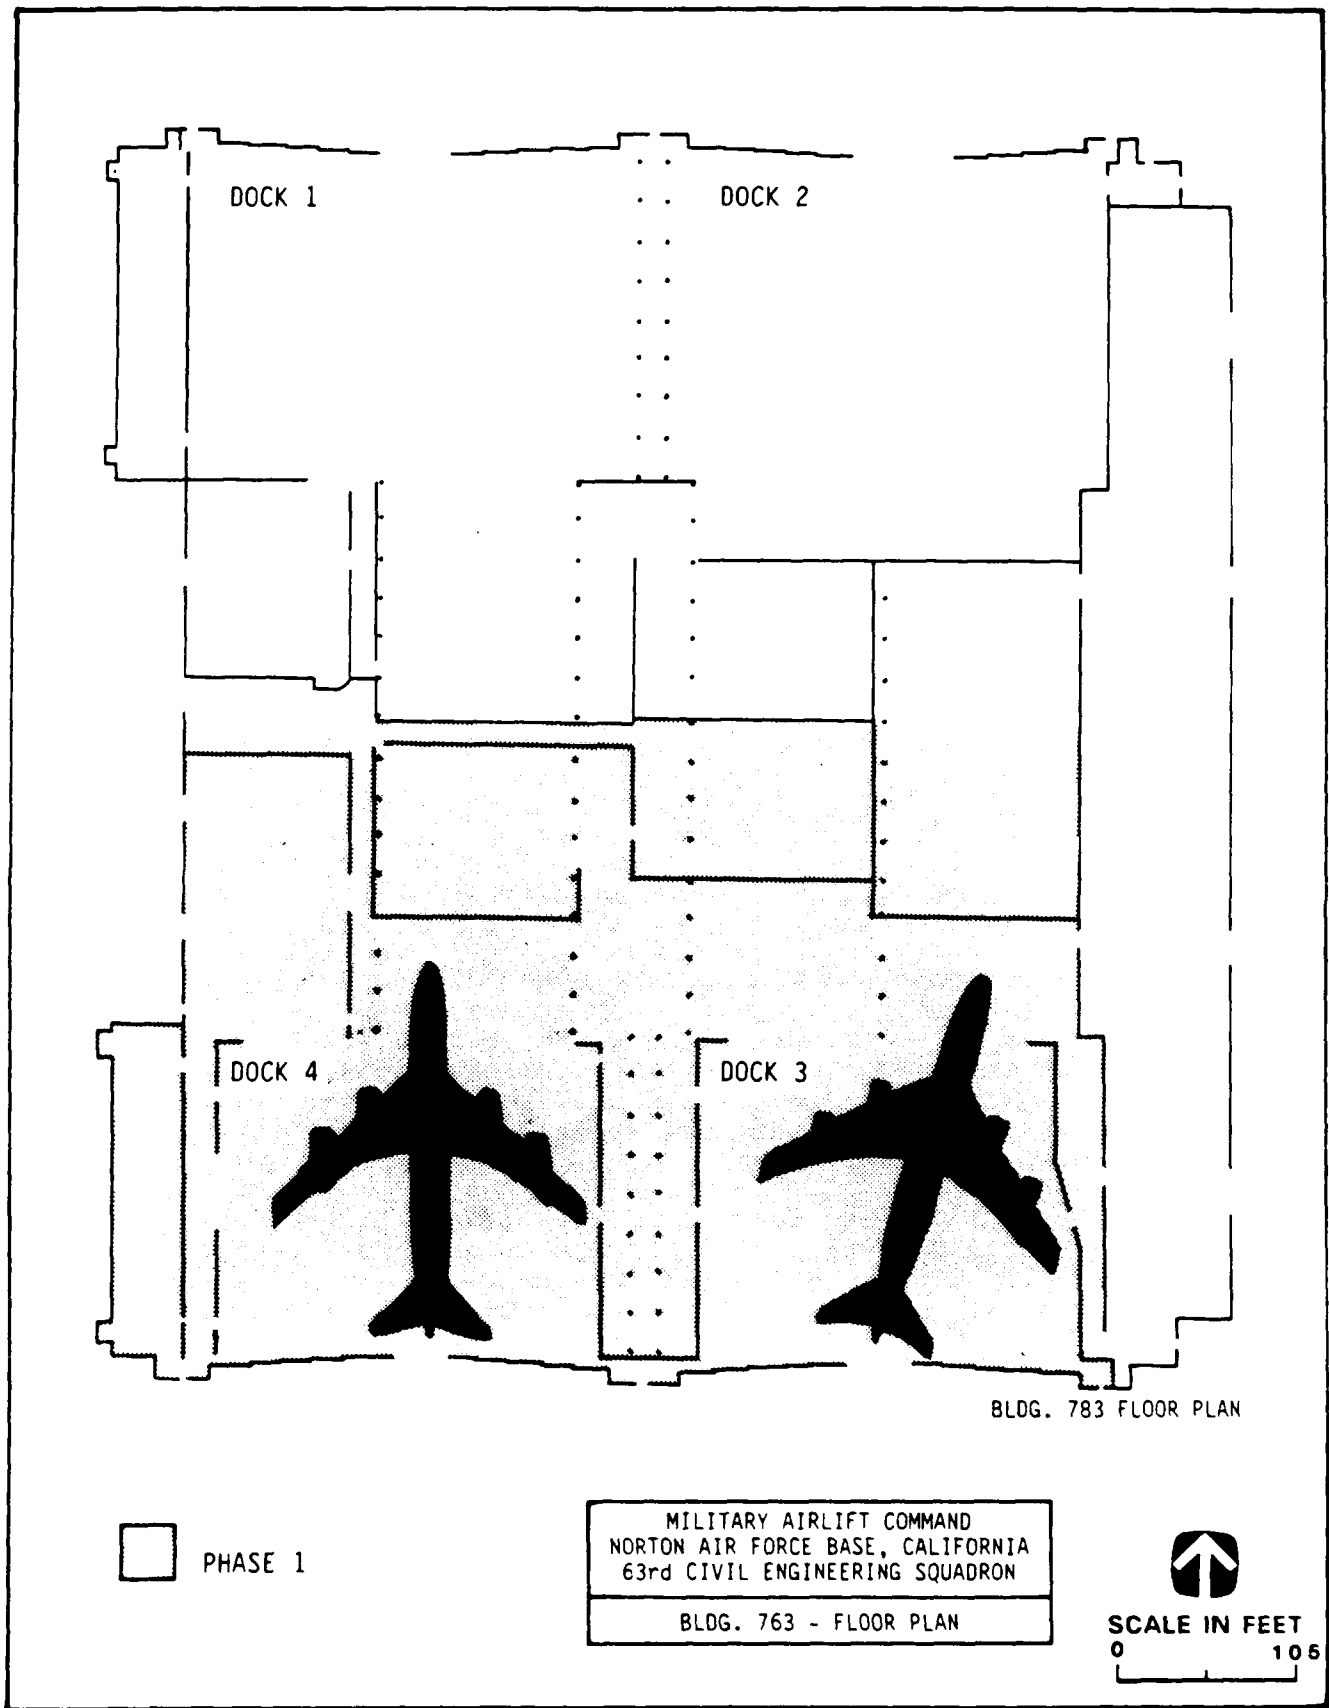 DOCK 1
DOCK 2
DOCK 4
DOCK 3
BLDG. 783 FLOOR PLAN
PHASE 1
MILITARY AIRLIFT COMMAND
NORTON AIR FORCE BASE, CALIFORNIA
63rd CIVIL ENGINEERING SQUADRON
BLDG. 763 - FLOOR PLAN
SCALE IN FEET
0 105